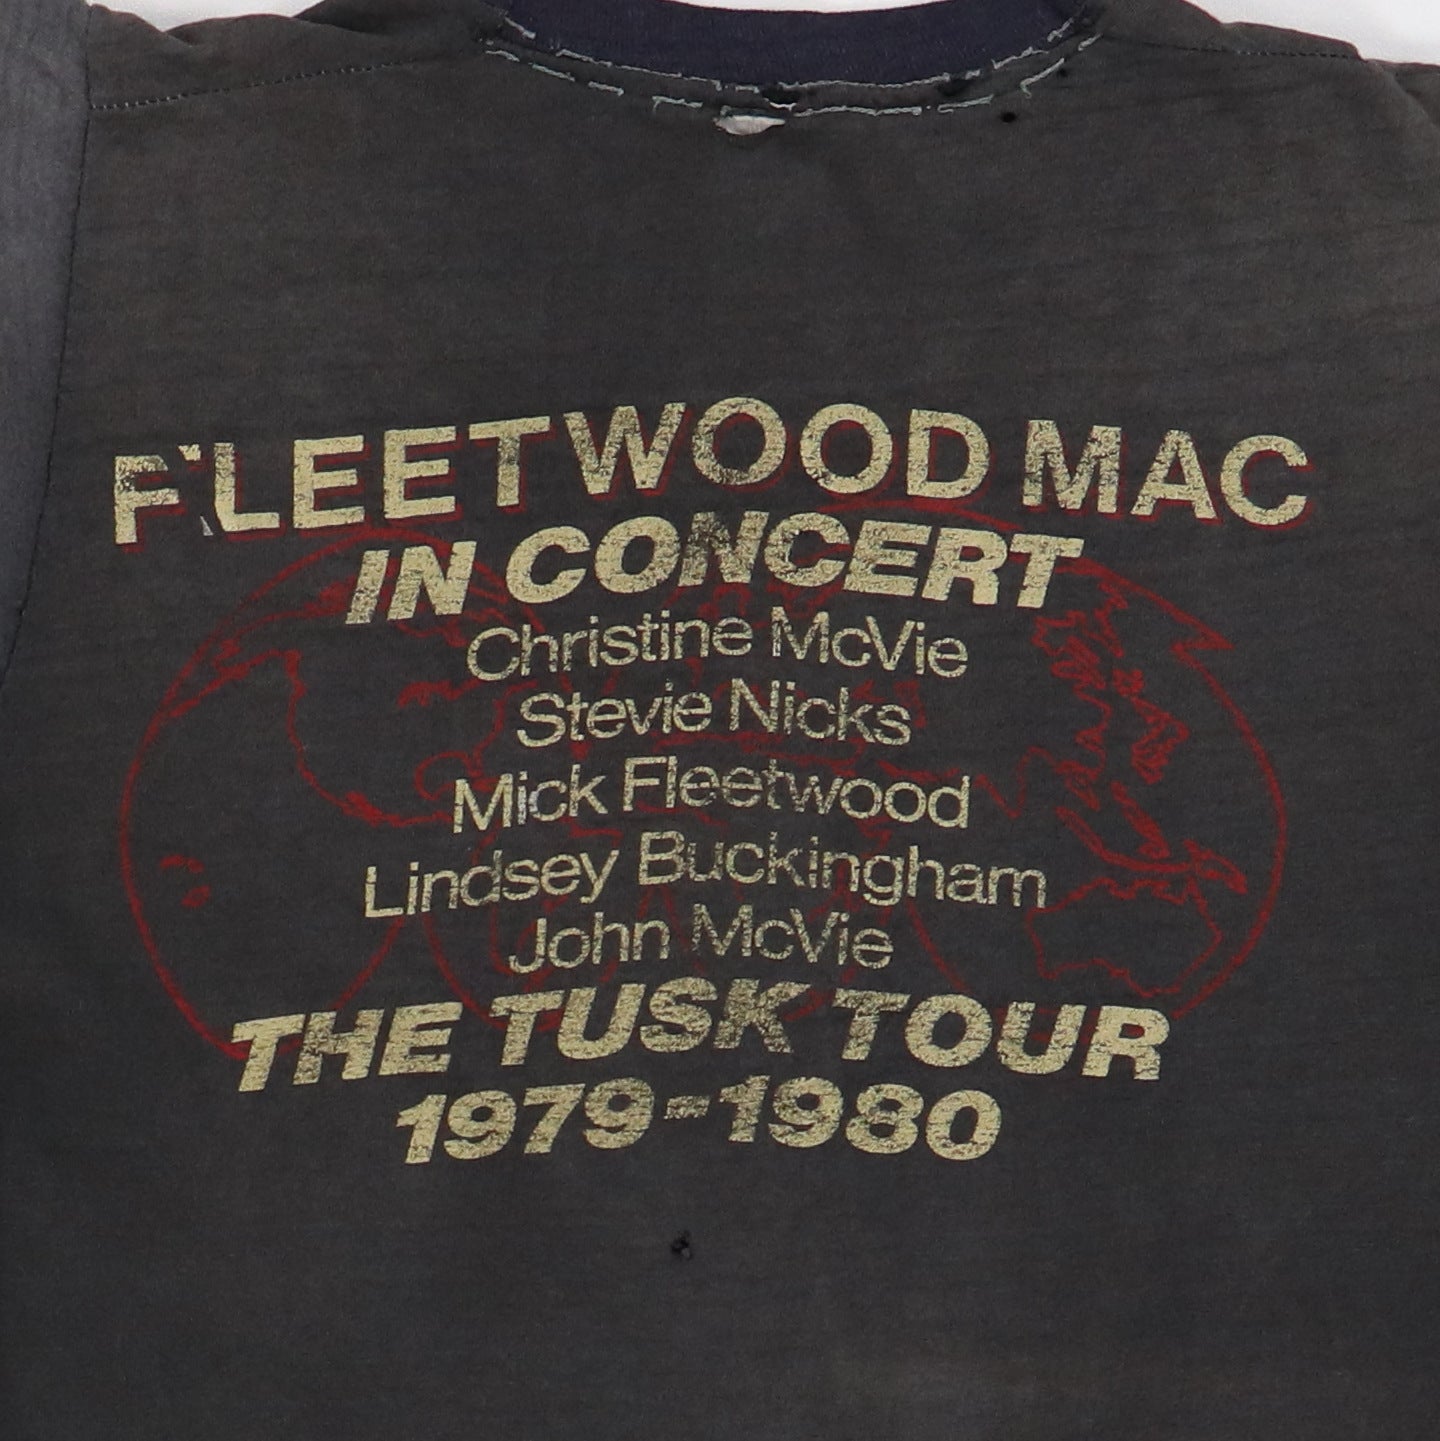 FLEETWOOD MAC
IN CONCERT
Christine McVie
Stevie Nicks
Mick Fleetwood
Lindsey Buckingham
John McVie
THE TUSK TOUR
1979-1980